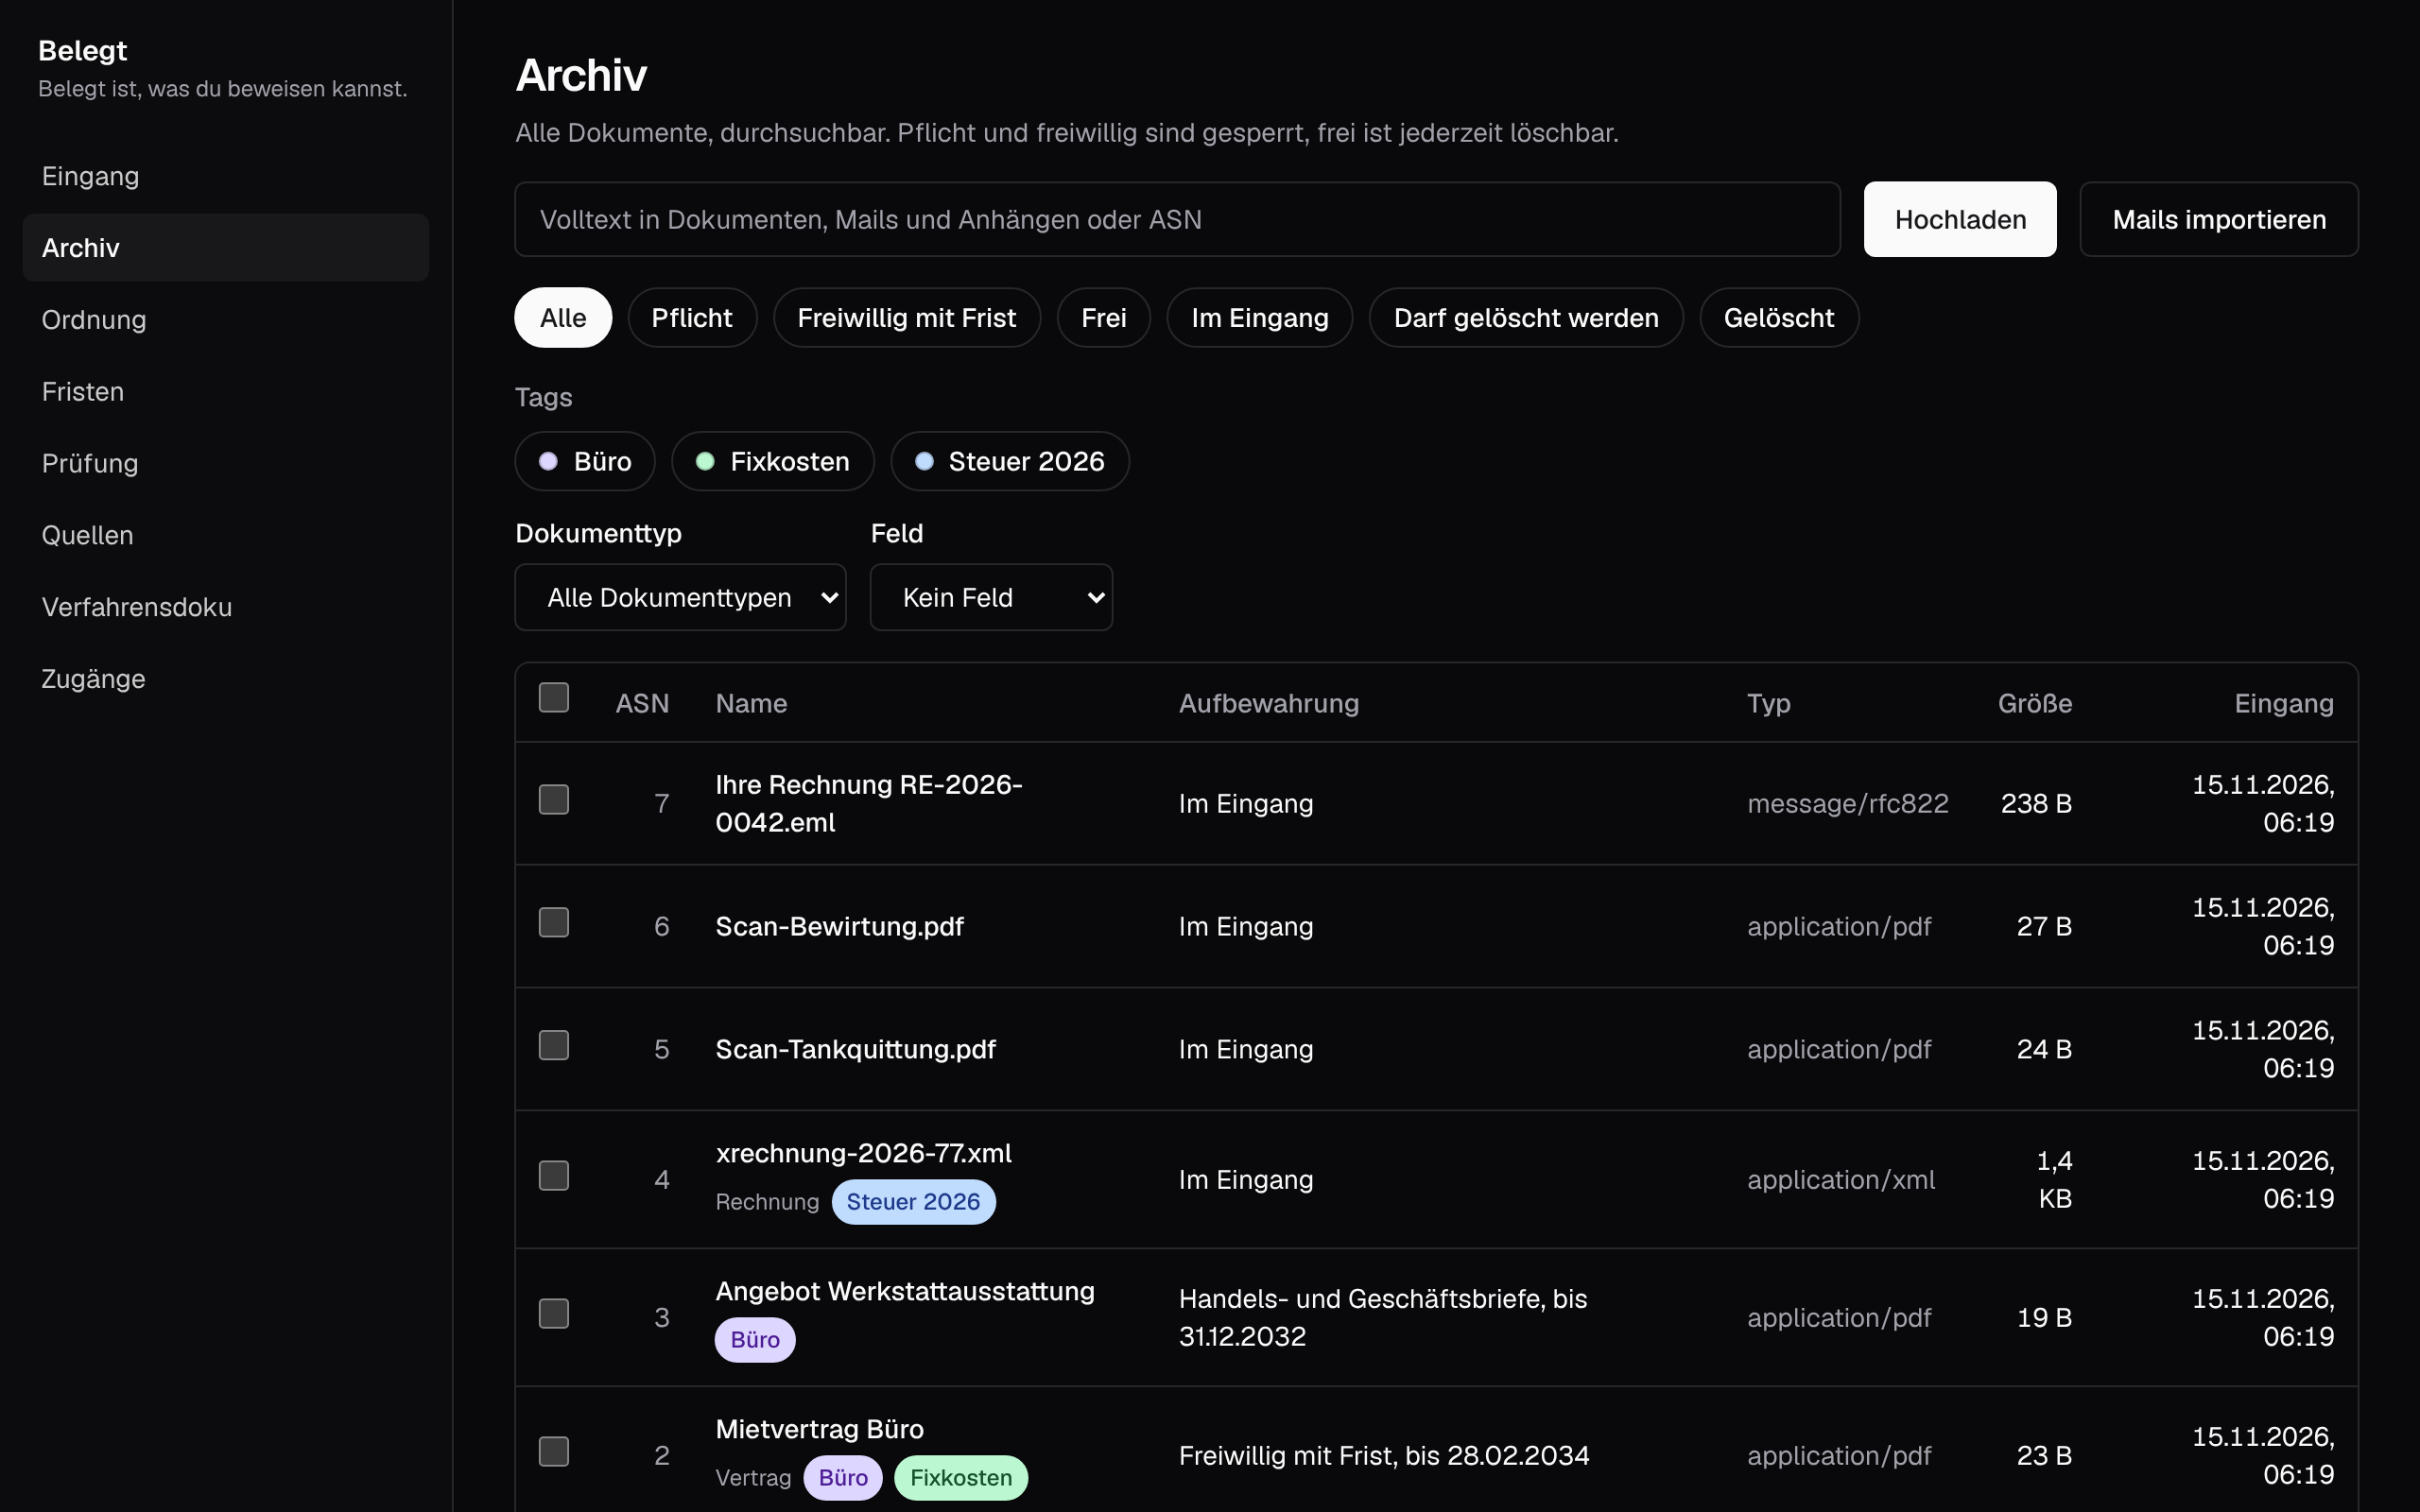 Belegt
Belegt ist, was du beweisen kannst.
Eingang
Archiv
Ordnung
Fristen
Prüfung
Quellen
Verfahrensdoku
Zugänge
Archiv
Alle Dokumente, durchsuchbar. Pflicht und freiwillig sind gesperrt, frei ist jederzeit löschbar.
Volltext in Dokumenten, Mails und Anhängen oder ASN
Hochladen
Mails importieren
Alle
Pflicht
Freiwillig mit Frist
Frei
Im Eingang
Darf gelöscht werden
Gelöscht
Tags
Büro
Fixkosten
Steuer 2026
Dokumenttyp
Feld
Alle Dokumenttypen
Kein Feld
ASN Name Aufbewahrung Typ Größe Eingang
7 Ihre Rechnung RE-2026-
0042.eml
Im Eingang message/rfc822 238 B 15.11.2026,
06:19
6 Scan-Bewirtung.pdf Im Eingang application/pdf 27 B 15.11.2026,
06:19
5 Scan-Tankquittung.pdf Im Eingang application/pdf 24 B 15.11.2026,
06:19
4 xrechnung-2026-77.xml
Rechnung Steuer 2026
Im Eingang application/xml 1,4
KB
15.11.2026,
06:19
3 Angebot Werkstattausstattung
Büro
Handels- und Geschäftsbriefe, bis
31.12.2032
application/pdf 19 B 15.11.2026,
06:19
2 Mietvertrag Büro
Vertrag Büro Fixkosten
Freiwillig mit Frist, bis 28.02.2034 application/pdf 23 B 15.11.2026,
06:19